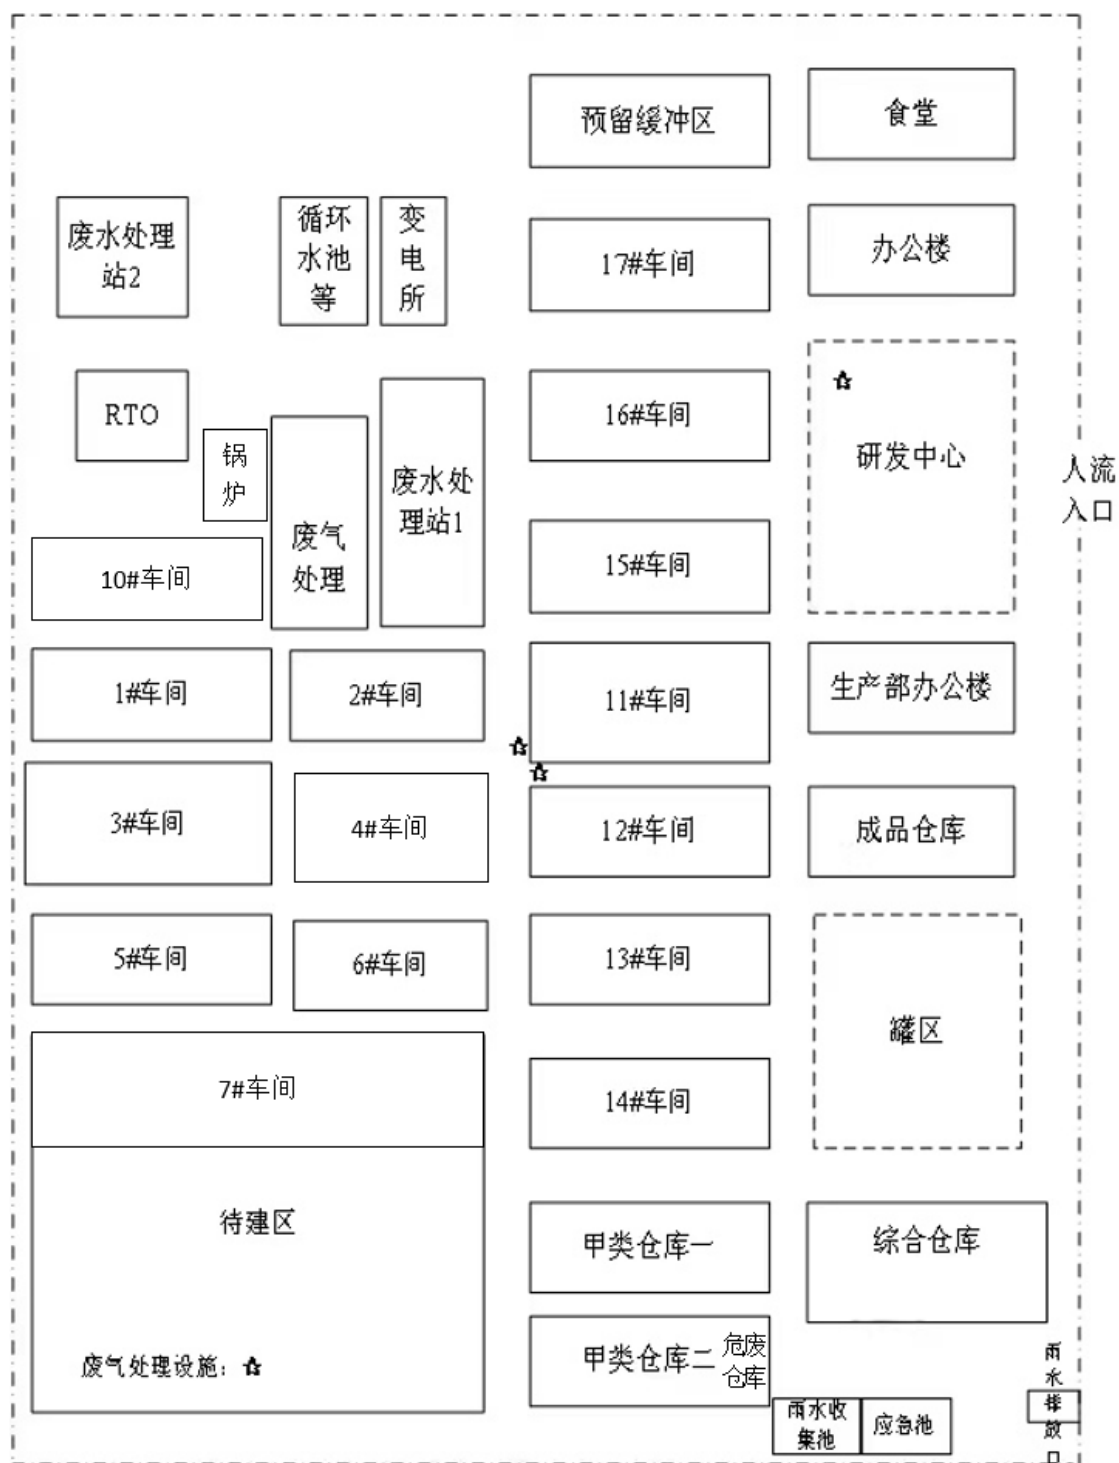 预留缓冲区
食堂
废水处理
站2
循环
水池
等
变
电
所
17#车间
办公楼
RTO
锅
炉
废气
处理
废水处
理站1
16#车间
研发中心
人流
入口
10#车间
15#车间
1#车间
2#车间
11#车间
生产部办公楼
3#车间
4#车间
12#车间
成品仓库
5#车间
6#车间
13#车间
罐区
7#车间
14#车间
待建区
甲类仓库一
综合仓库
废气处理设施：
甲类仓库二
危废
仓库
雨水收
集池
应急池
雨
水
排
放
口